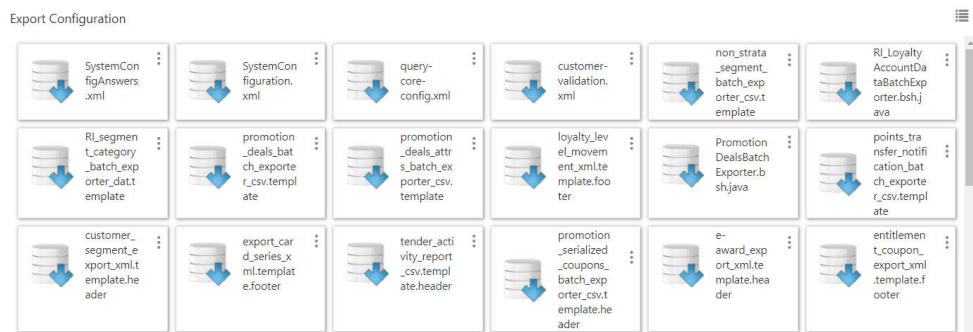 Export Configuration
SystemCon
figAnswers
.xml
SystemCon
figuration.
xml
query-
core-
config.xml
customer-
validation.
xml
non_strata
_segment_
batch_exp
orter_csv.t
emplate
RI_Loyalty
AccountDa
taBatchExp
orter.bsh.j
ava
RI_segmen
t_category
_batch_exp
orter_dat.t
emplate
promotion
_deals_bat
ch_exporte
r_csv.templ
ate
promotion
_deals_attr
s_batch_ex
porter_csv.
template
loyalty_lev
el_movem
ent_xml.te
mplate.foo
ter
Promotion
DealsBatch
Exporter.b
sh.java
points_tra
nsfer_notif
ication_bat
ch_exporte
r_csv.templ
ate
customer_
segment_e
xport_xml.t
emplate.he
ader
export_car
d_series_x
ml.templat
e.footer
tender_acti
vity_report
_csv.templ
ate.header
promotion
_serialized
_coupons_
batch_exp
orter_csv.t
emplate.he
ader
e-
award_exp
ort_xml.te
mplate.hea
der
entitlemen
t_coupon_
export_xml
.template.f
ooter